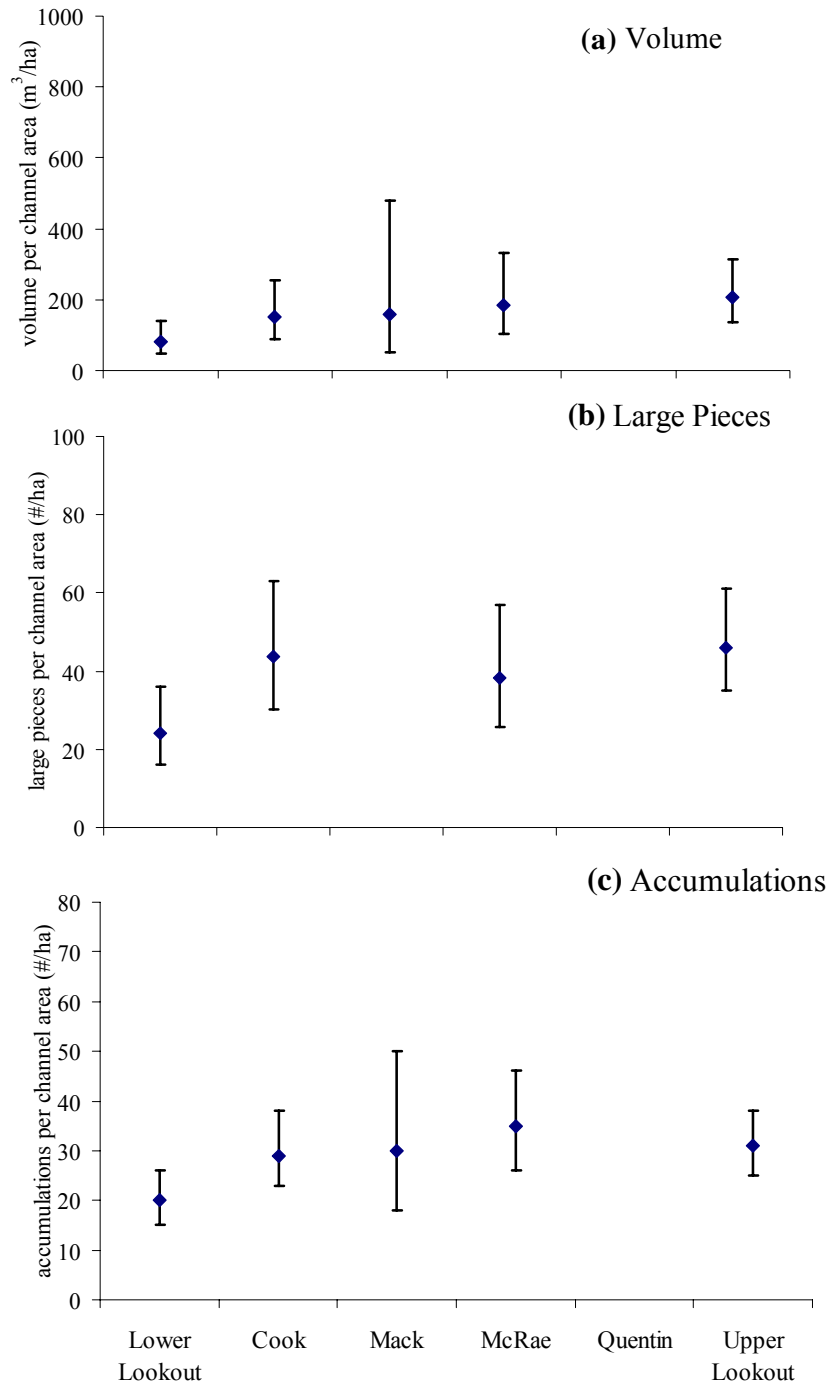 (a) Volume
volume per channel area (m³/ha)
1000
800
600
400
200
0
(b) Large Pieces
large pieces per channel area (#/ha)
100
80
60
40
20
0
(c) Accumulations
accumulations per channel area (#/ha)
80
70
60
50
40
30
20
10
0
Lower
Lookout
Cook
Mack
McRae
Quentin
Upper
Lookout